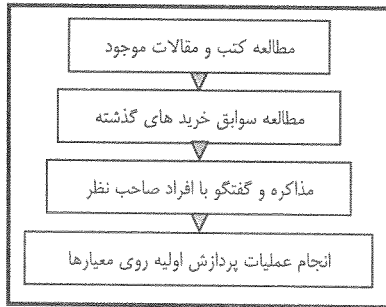 مطالعه کتب و مقالات موجود
مطالعه سوابق خرید های گذشته
مذاکره و گفتگو با افراد صاحب نظر
انجام عملیات پردازش اولیه روی معیارها